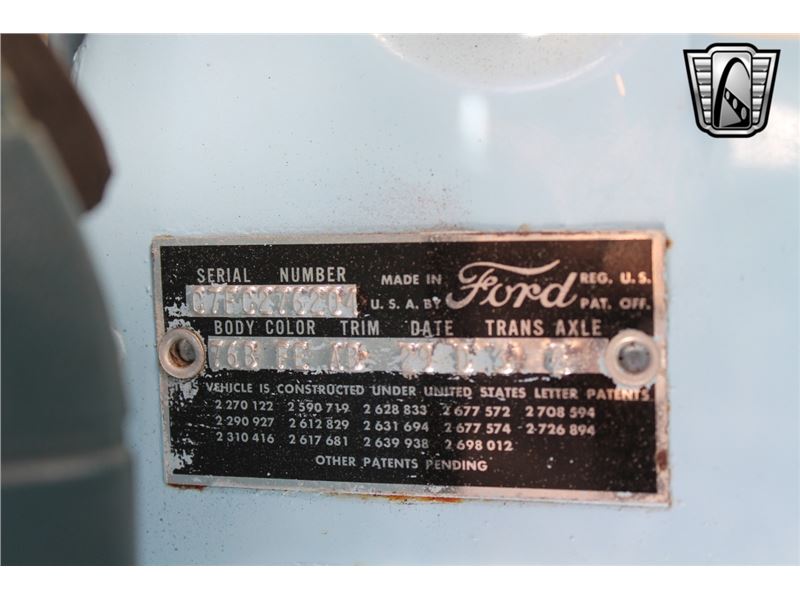 SERIAL NUMBER
MADE IN
Ford
REG. U.S.
C7FC276204
U.S.A. BY
PAT. OFF.
BODY COLOR TRIM DATE TRANS AXLE
76B
VEHICLE IS CONSTRUCTED UNDER UNITED STATES LETTER PATENTS
2 270 122 2 590 719 2 628 833 2 677 572 2 708 594
2 290 927 2 612 829 2 631 694 2 677 574 2 726 894
2 310 416 2 617 681 2 639 938 2 698 012
OTHER PATENTS PENDING